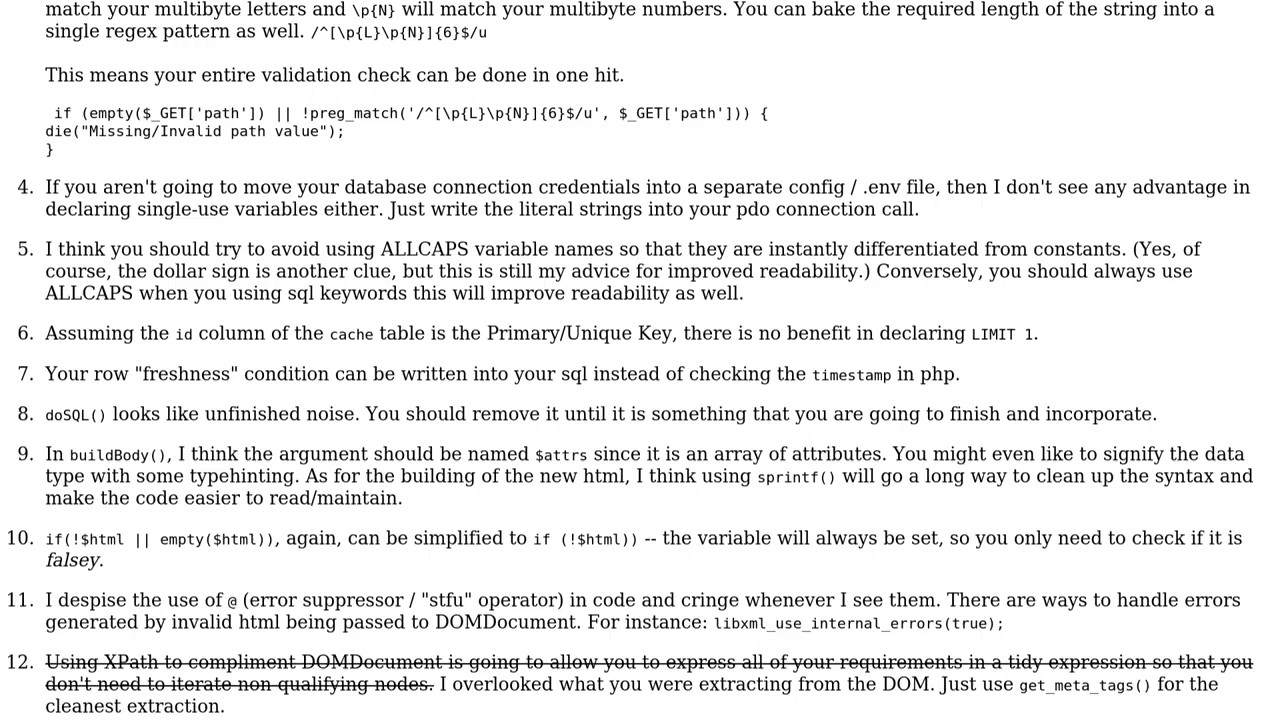 match your multibyte letters and \p{N} will match your multibyte numbers. You can bake the required length of the string into a
single regex pattern as well. /^[\p{L}\p{N}]{6}$/u
This means your entire validation check can be done in one hit.
if (empty($_GET['path']) || !preg_match('/^[\p{L}\p{N}]{6}$/u', $_GET['path'])) {
die("Missing/Invalid path value");
}
4. If you aren't going to move your database connection credentials into a separate config / .env file, then I don't see any advantage in
declaring single-use variables either. Just write the literal strings into your pdo connection call.
5. I think you should try to avoid using ALLCAPS variable names so that they are instantly differentiated from constants. (Yes, of
course, the dollar sign is another clue, but this is still my advice for improved readability.) Conversely, you should always use
ALLCAPS when you using sql keywords this will improve readability as well.
6. Assuming the id column of the cache table is the Primary/Unique Key, there is no benefit in declaring LIMIT 1.
7. Your row "freshness" condition can be written into your sql instead of checking the timestamp in php.
8. doSQL() looks like unfinished noise. You should remove it until it is something that you are going to finish and incorporate.
9. In buildBody(), I think the argument should be named $attrs since it is an array of attributes. You might even like to signify the data
type with some typehinting. As for the building of the new html, I think using sprintf() will go a long way to clean up the syntax and
make the code easier to read/maintain.
10. if(!$html || empty($html)), again, can be simplified to if (!$html)) -- the variable will always be set, so you only need to check if it is
falsey.
11. I despise the use of @ (error suppressor / "stfu" operator) in code and cringe whenever I see them. There are ways to handle errors
generated by invalid html being passed to DOMDocument. For instance: libxml_use_internal_errors(true);
12. Using XPath to compliment DOMDocument is going to allow you to express all of your requirements in a tidy expression so that you
don't need to iterate non qualifying nodes. I overlooked what you were extracting from the DOM. Just use get_meta_tags() for the
cleanest extraction.